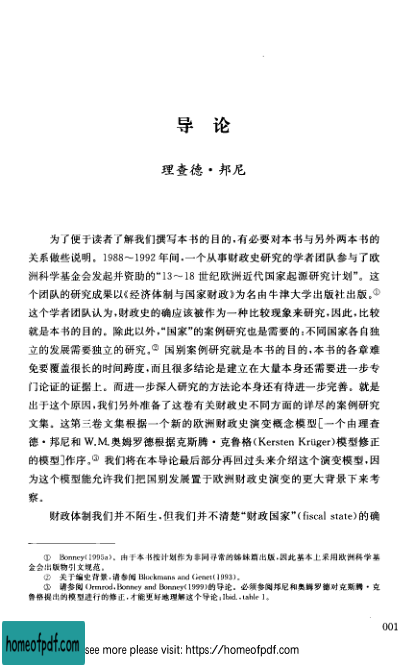 导 论
理查德·邦尼
为了便于读者了解我们撰写本书的目的,有必要对本书与另外两本书的
关系做些说明。1988~1992年间,一个从事财政史研究的学者团队参与了欧
洲科学基金会发起并资助的“13~18世纪欧洲近代国家起源研究计划”。这
个团队的研究成果以《经济体制与国家财政》为名由牛津大学出版社出版。①
这个学者团队认为,财政史的确应该被作为一种比较现象来研究,因此,比较
就是本书的目的。除此以外,“国家”的案例研究也是需要的:不同国家各自独
立的发展需要独立的研究。② 国别案例研究就是本书的目的,本书的各章难
免要覆盖很长的时间跨度,而且很多结论是建立在大量本身还需要进一步专
门论证的证据上。而进一步深入研究的方法论本身还有待进一步完善。就是
出于这个原因,我们另外准备了这卷有关财政史不同方面的详尽的案例研究
文集。这第三卷文集根据一个新的欧洲财政史演变概念模型[一个由理查
德·邦尼和W.M.奥姆罗德根据克斯腾·克鲁格(Kersten Krüger)模型修正
的模型]作序。③ 我们将在本导论最后部分再回过头来介绍这个演变模型,因
为这个模型能允许我们把国别发展置于欧洲财政史演变的更大背景下来考
察。
财政体制我们并不陌生,但我们并不清楚“财政国家”(fiscal state)的确
① Bonney(1995a)。由于本书按计划作为非同寻常的姊妹篇出版,因此基本上采用欧洲科学基
金会出版物引文规范。
② 关于编史背景,请参阅Blockmans and Genet(1993)。
③ 请参阅Ormrod,Bonney and Bonney(1999)的导论。必须参阅邦尼和奥姆罗德对克斯腾·克
鲁格提出的模型进行的修正,才能更好地理解这个导论;Ibid.,table 1。
001
homeofpdf.com
see more please visit: https://homeofpdf.com